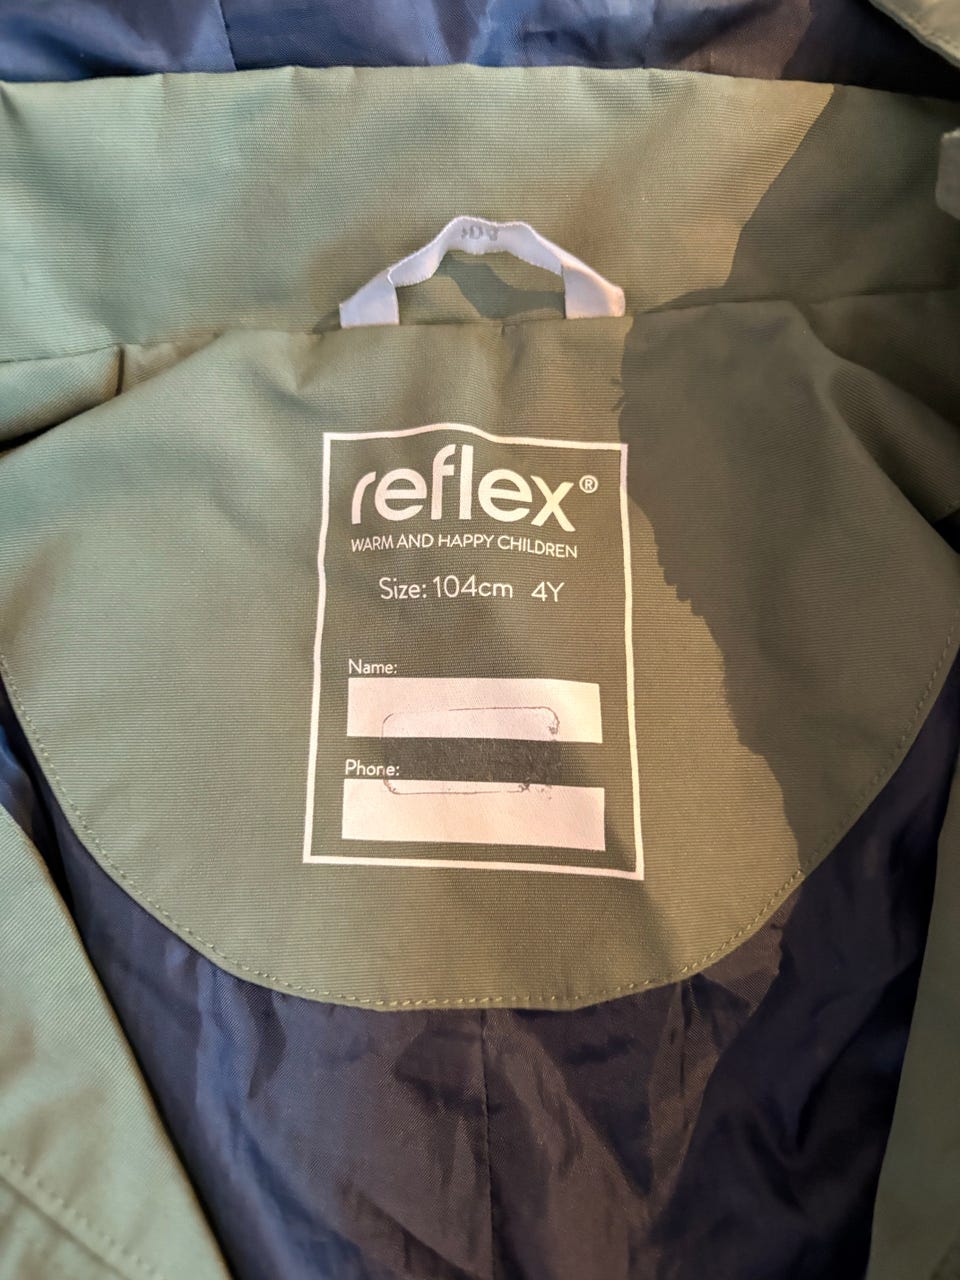 reflex®
WARM AND HAPPY CHILDREN
Size: 104cm 4Y
Name:
Phone: